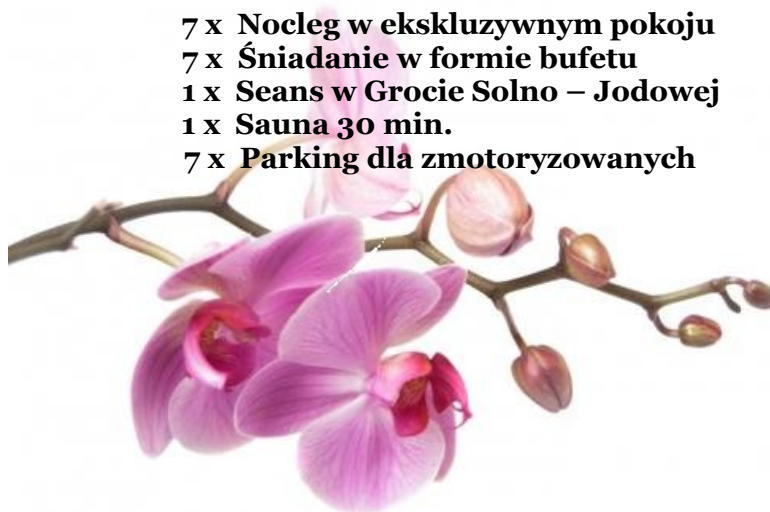 7 x Nocleg w ekskluzywnym pokoju
7 x Śniadanie w formie bufetu
1 x Seans w Grocie Solno – Jodowej
1 x Sauna 30 min.
7 x Parking dla zmotoryzowanych